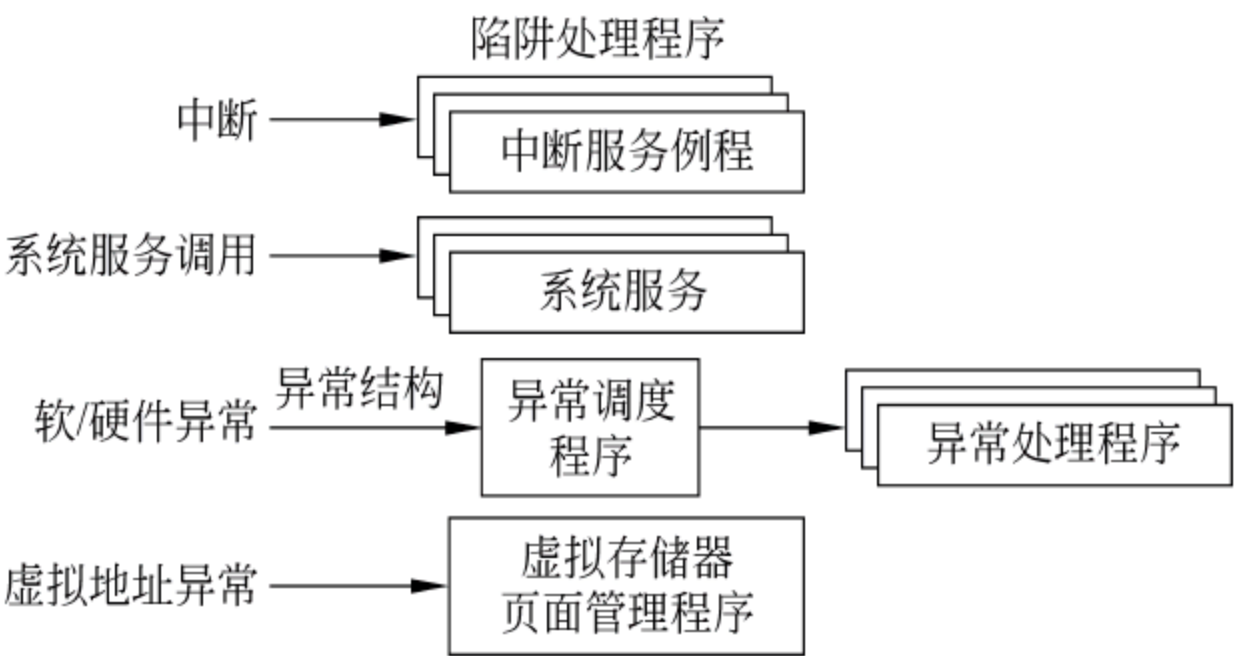 陷阱处理程序
中断
中断服务例程
系统服务调用
系统服务
软/硬件异常
异常结构
异常调度
程序
异常处理程序
虚拟地址异常
虚拟存储器
页面管理程序